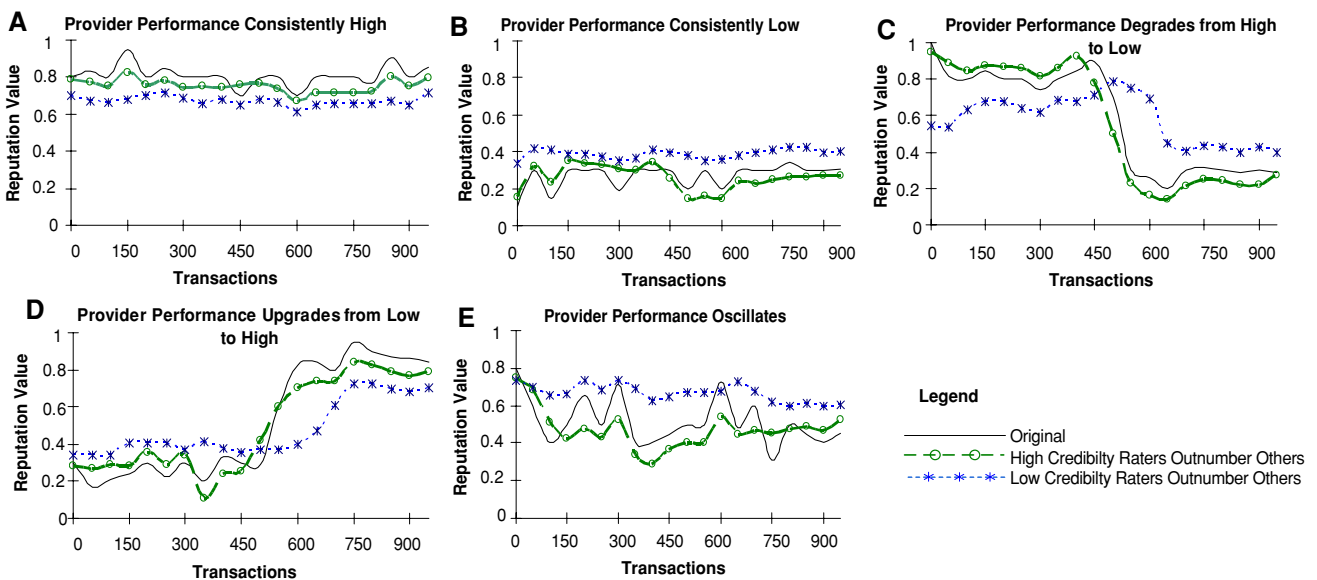 A
Provider Performance Consistently High
Reputation Value
1
0.8
0.6
0.4
0.2
0
0 150 300 450 600 750 900
Transactions
B
Provider Performance Consistently Low
Reputation Value
1
0.8
0.6
0.4
0.2
0
0 150 300 450 600 750 900
Transactions
C
Provider Performance Degrades from High
to Low
Reputation Value
1
0.8
0.6
0.4
0.2
0
0 150 300 450 600 750 900
Transactions
D
Provider Performance Upgrades from Low
to High
Reputation Value
1
0.8
0.6
0.4
0.2
0
0 150 300 450 600 750 900
Transactions
E
Provider Performance Oscillates
Reputation Value
1
0.8
0.6
0.4
0.2
0
0 150 300 450 600 750 900
Transactions
Legend
Original
High Credibilty Raters Outnumber Others
Low Credibilty Raters Outnumber Others